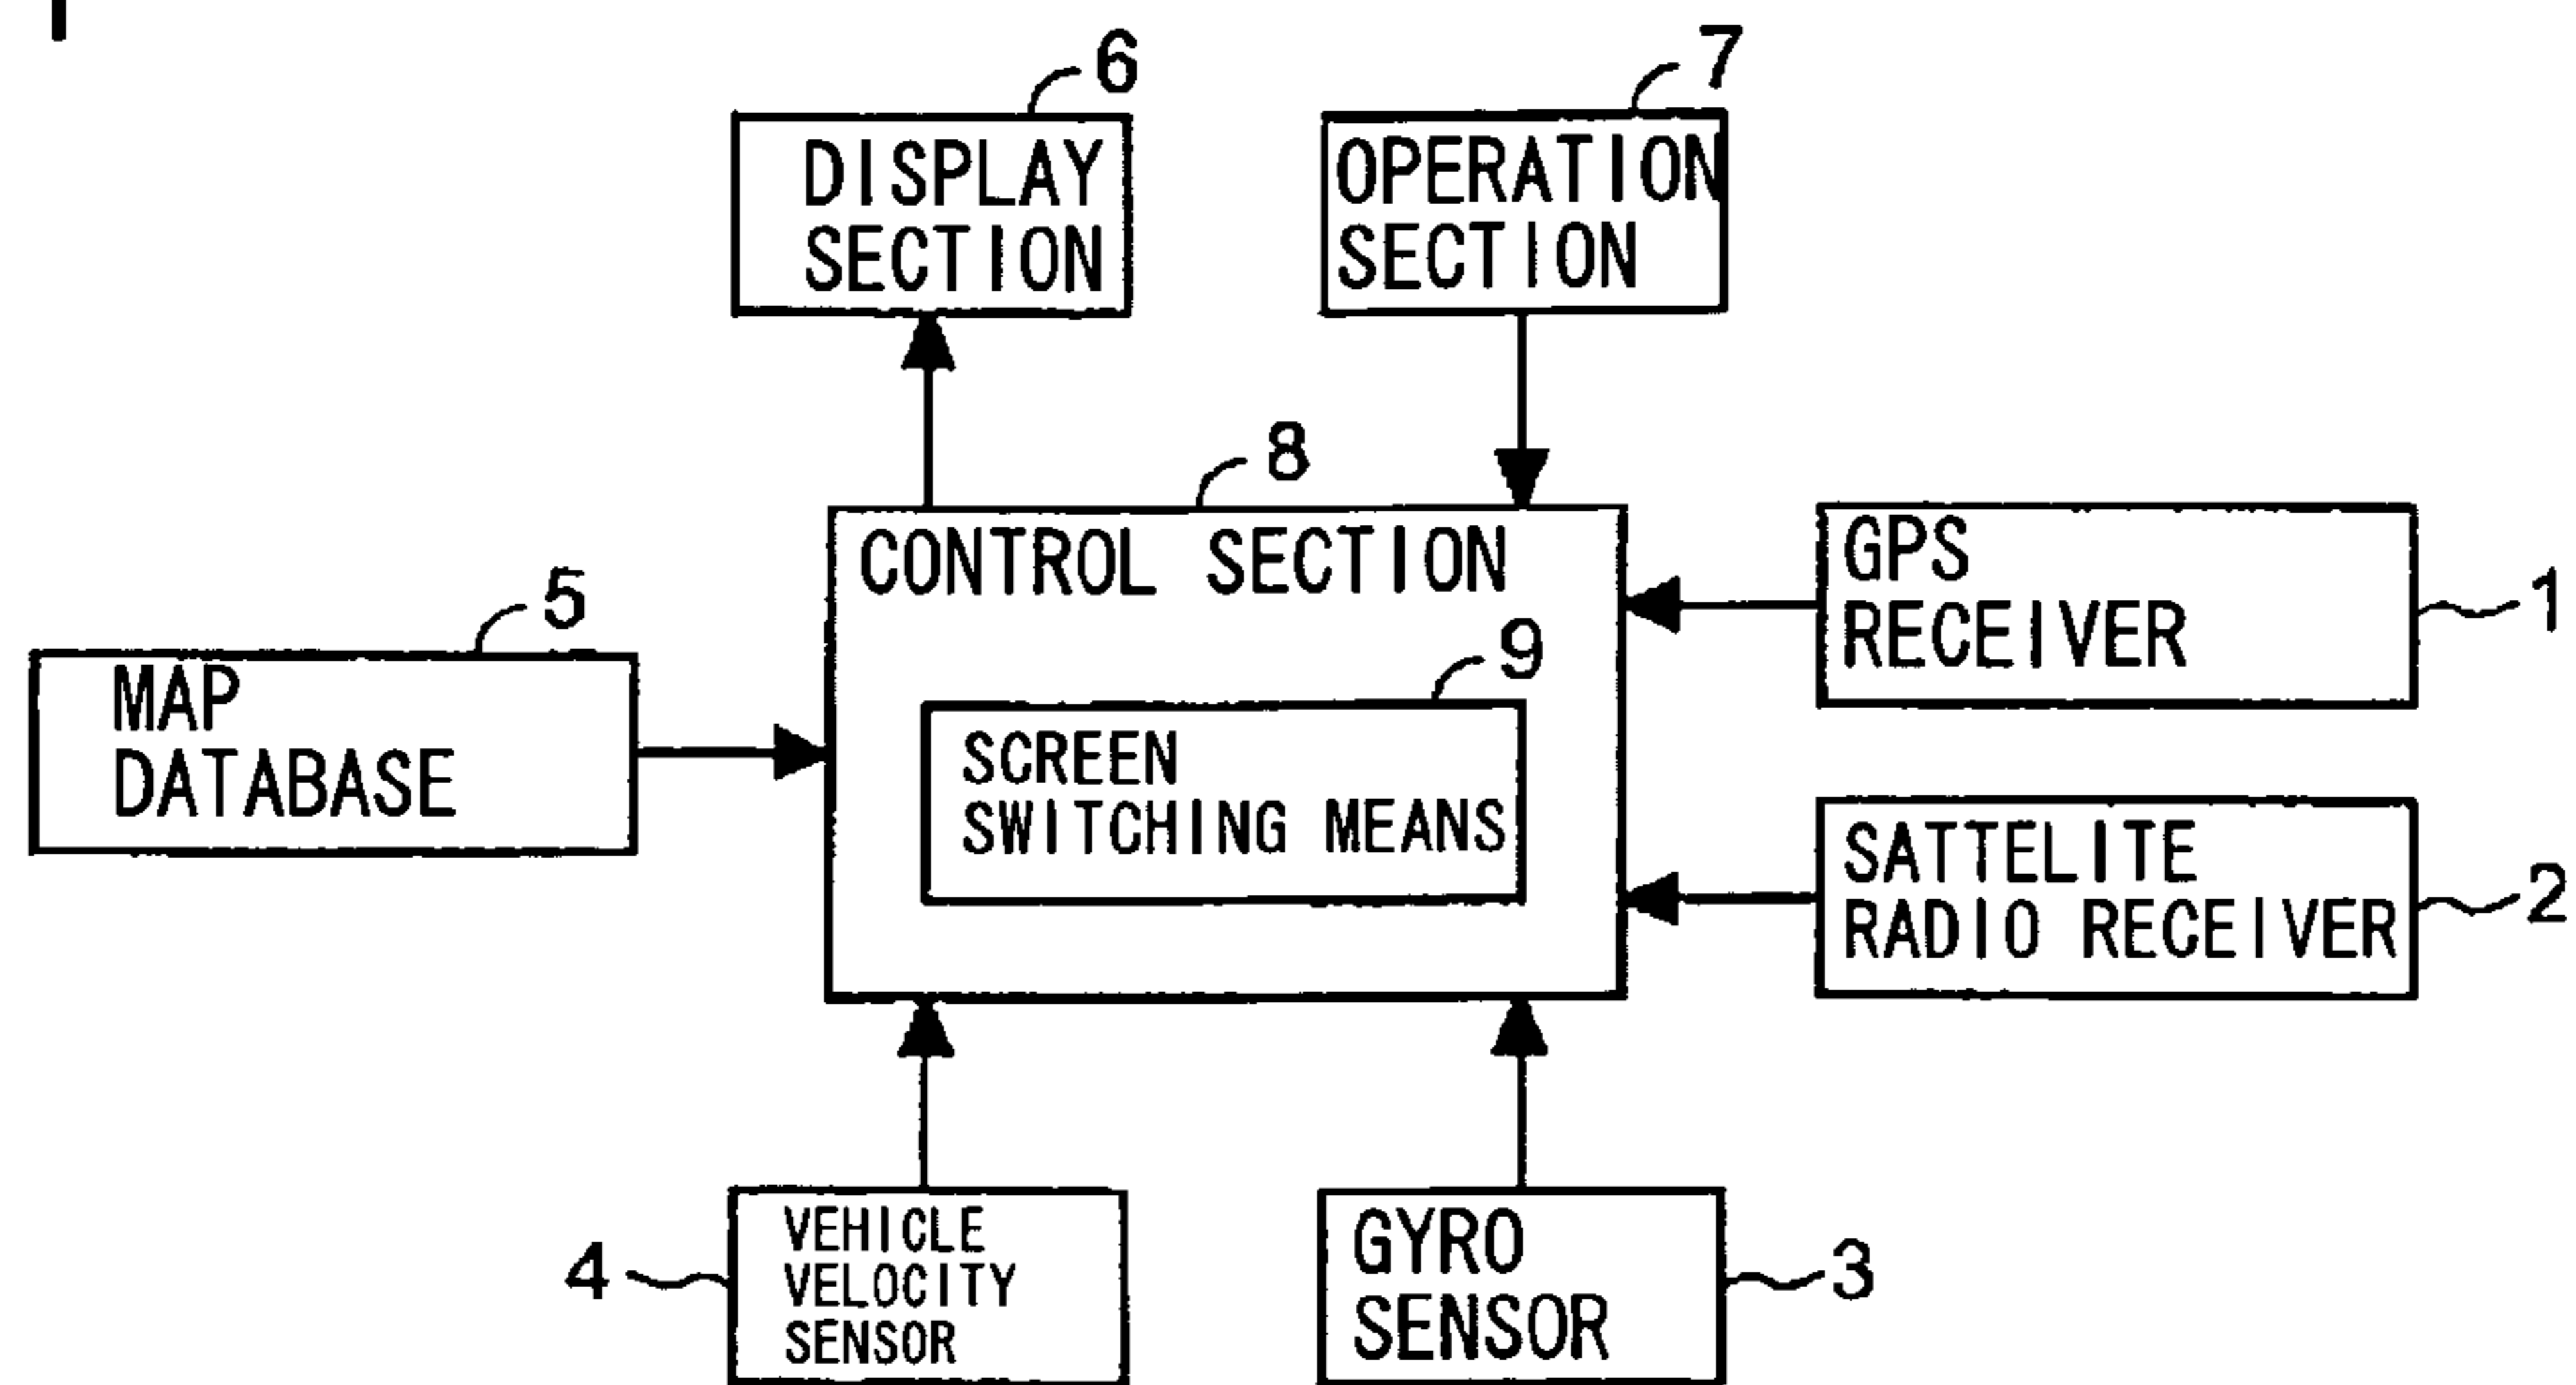 6
7
DISPLAY
SECTION
OPERATION
SECTION
8
CONTROL SECTION
GPS
RECEIVER
1
5
MAP
DATABASE
9
SCREEN
SWITCHING MEANS
SATTELITE
RADIO RECEIVER
2
4
VEHICLE
VELOCITY
SENSOR
GYRO
SENSOR
3